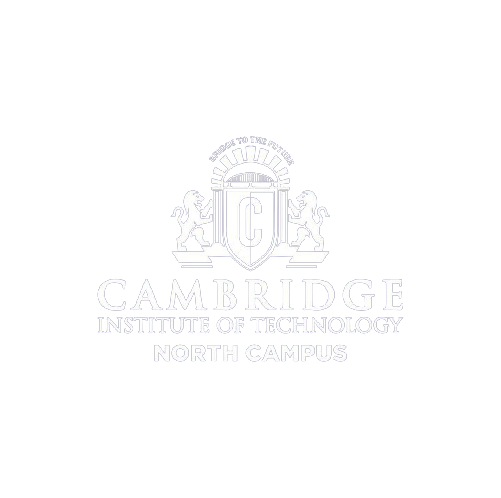 BRIDGE TO THE FUTURE
C
CAMBRIDGE
INSTITUTE OF TECHNOLOGY
NORTH CAMPUS